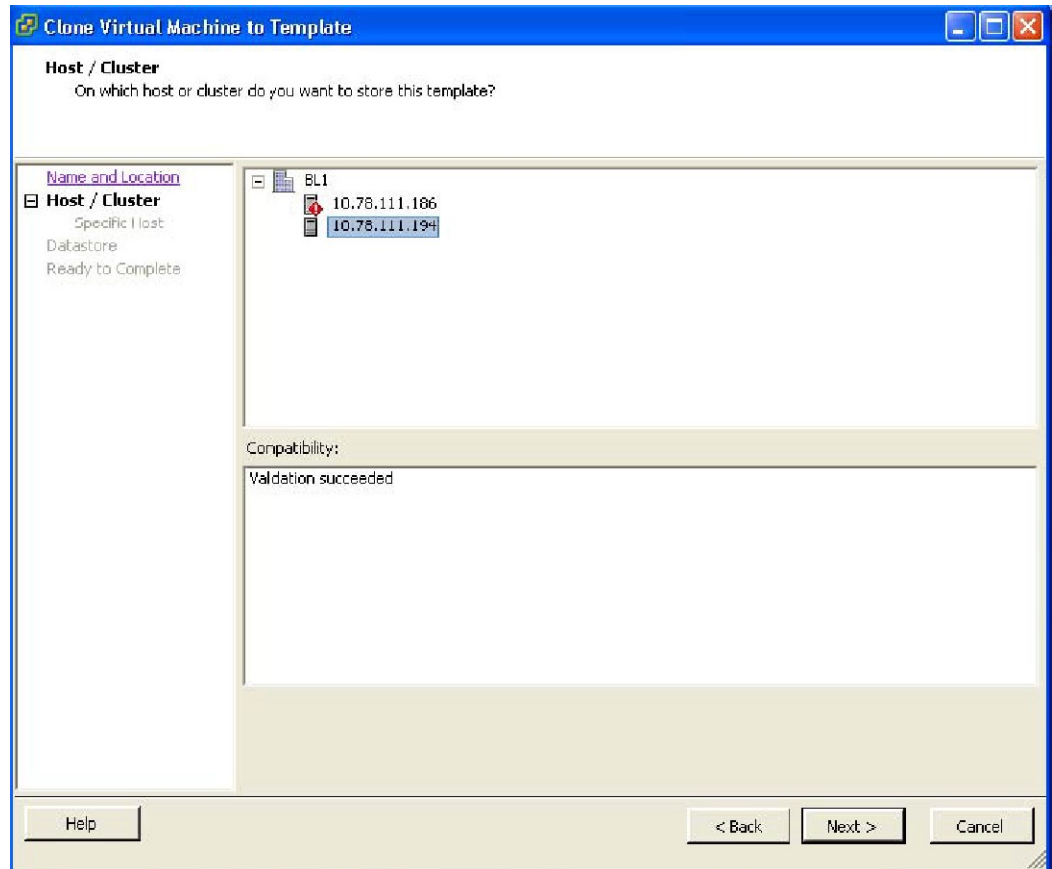 Clone Virtual Machine to Template
Host / Cluster
On which host or cluster do you want to store this template?
Name and Location
Host / Cluster
Specific Host
Datastore
Ready to Complete
BL1
10.78.111.186
10.78.111.194
Compatibility:
Validation succeeded
Help
< Back
Next >
Cancel